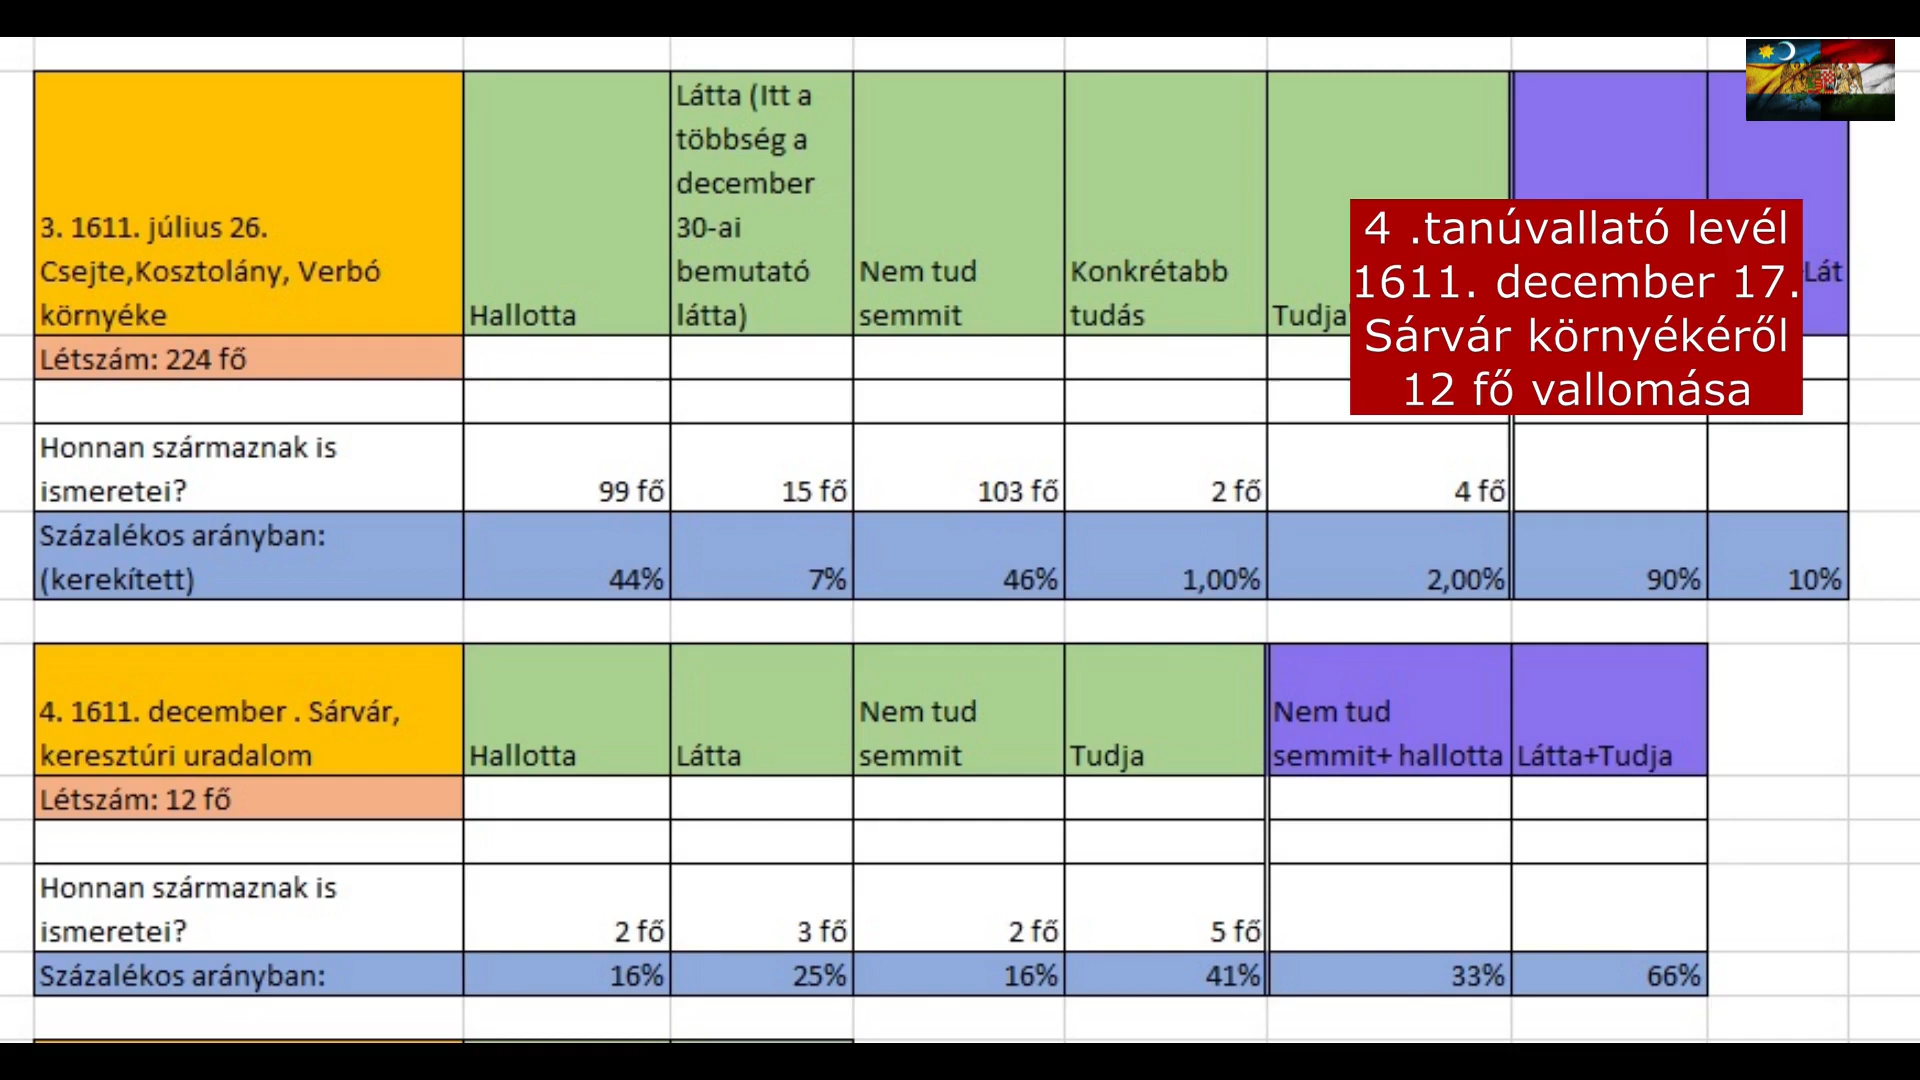 Látta (Itt a
többség a
december
30-ai
bemutató
látta)
3. 1611. július 26.
Csejte,Kosztolány, Verbó
környéke
Hallotta
Nem tud
semmit
Konkrétabb
tudás
Tudja
Lát
4 .tanúvallató levél
1611. december 17.
Sárvár környékéről
12 fő vallomása
Létszám: 224 fő
Honnan származnak is
ismeretei?
99 fő
15 fő
103 fő
2 fő
4 fő
Százalékos arányban:
(kerekített)
44%
7%
46%
1,00%
2,00%
90%
10%
4. 1611. december . Sárvár,
keresztúri uradalom
Hallotta
Látta
Nem tud
semmit
Tudja
Nem tud
semmit+ hallotta
Látta+Tudja
Létszám: 12 fő
Honnan származnak is
ismeretei?
2 fő
3 fő
2 fő
5 fő
Százalékos arányban:
16%
25%
16%
41%
33%
66%